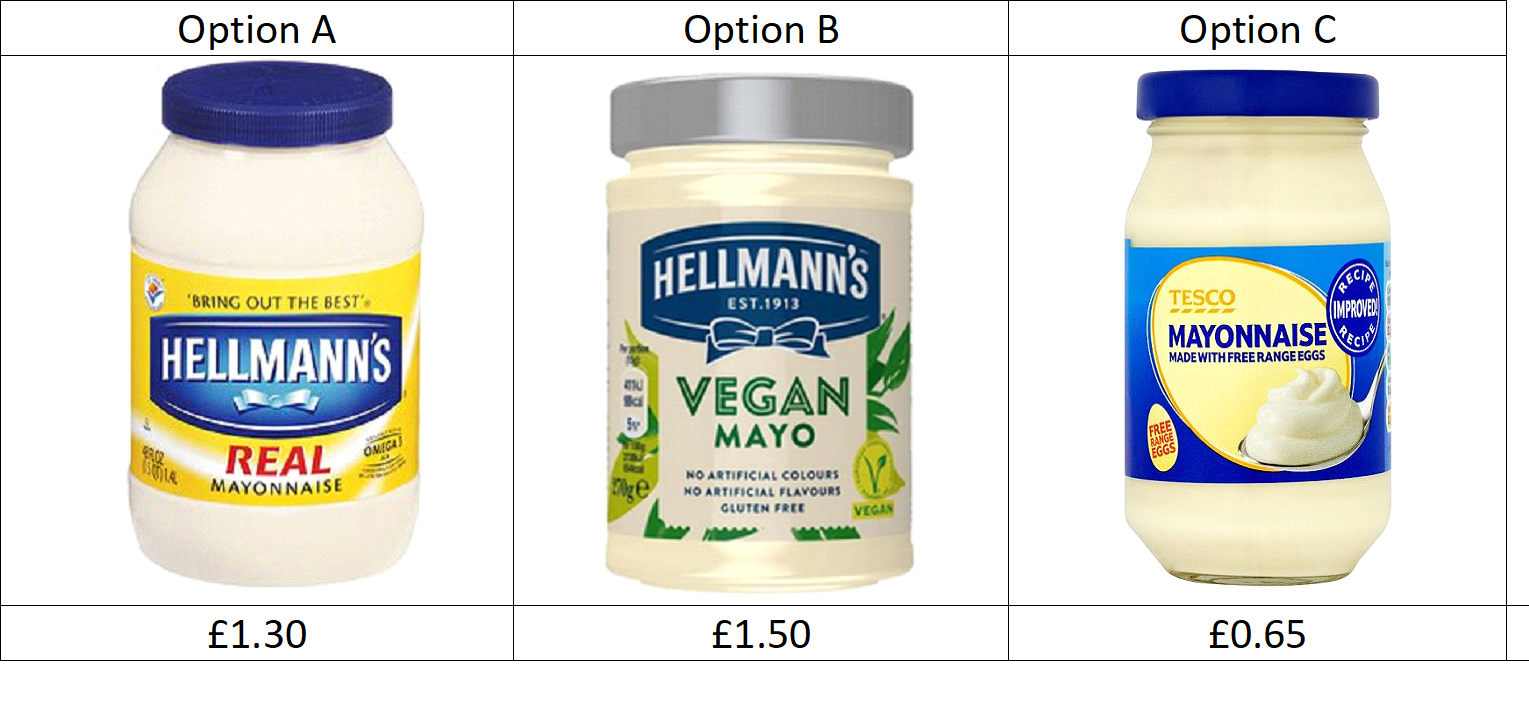 Option A
Option B
Option C
'BRING OUT THE BEST'®
HELLMANN'S
REAL
MAYONNAISE
OMEGA 3
HELLMANN'S
EST.1913
VEGAN
MAYO
NO ARTIFICIAL COLOURS
NO ARTIFICIAL FLAVOURS
GLUTEN FREE
VEGAN
TESCO
MAYONNAISE
MADE WITH FREE RANGE EGGS
RECIPE
IMPROVED!
RECIPE
FREE
RANGE
EGGS
£1.30
£1.50
£0.65